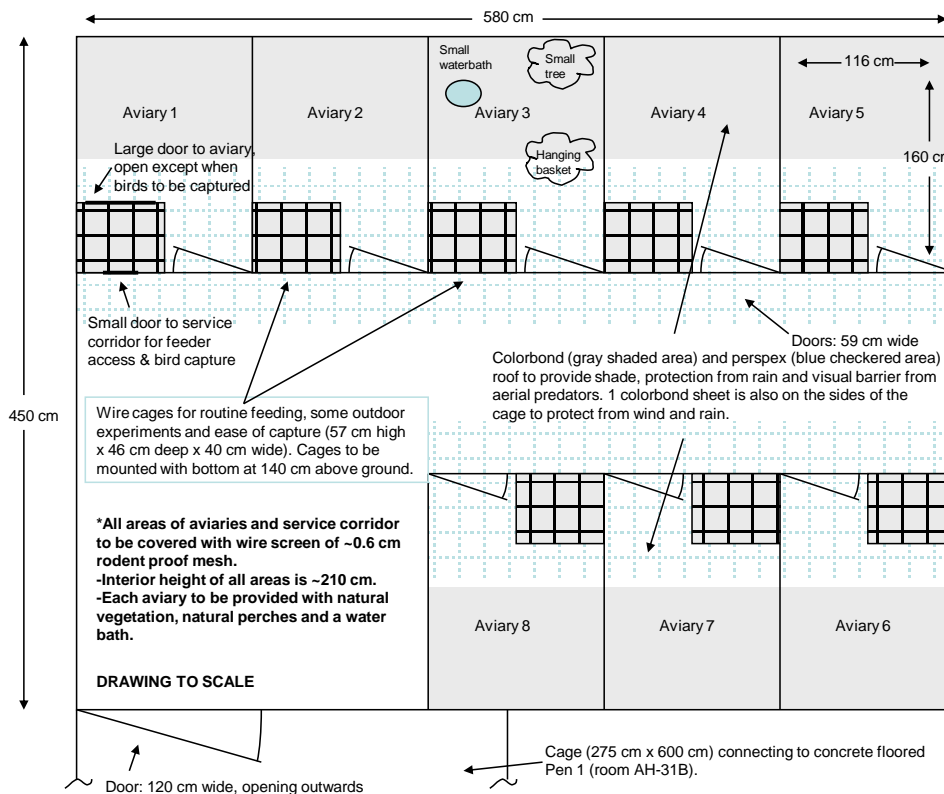 580 cm
Small
waterbath
Small
tree
116 cm
Aviary 1
Aviary 2
Aviary 3
Aviary 4
Aviary 5
Large door to aviary,
open except when
birds to be captured
Hanging
basket
160 cm
Small door to service
corridor for feeder
access & bird capture
Doors: 59 cm wide
Colorbond (gray shaded area) and perspex (blue checkered area)
roof to provide shade, protection from rain and visual barrier from
aerial predators. 1 colorbond sheet is also on the sides of the
cage to protect from wind and rain.
450 cm
Wire cages for routine feeding, some outdoor
experiments and ease of capture (57 cm high
x 46 cm deep x 40 cm wide). Cages to be
mounted with bottom at 140 cm above ground.
*All areas of aviaries and service corridor
to be covered with wire screen of ~0.6 cm
rodent proof mesh.
-Interior height of all areas is ~210 cm.
-Each aviary to be provided with natural
vegetation, natural perches and a water
bath.
Aviary 8
Aviary 7
Aviary 6
DRAWING TO SCALE
Cage (275 cm x 600 cm) connecting to concrete floored
Pen 1 (room AH-31B).
Door: 120 cm wide, opening outwards